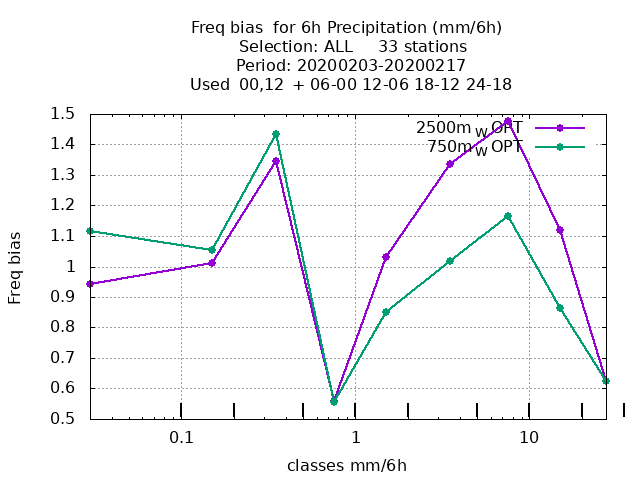 Freq bias  for 6h Precipitation (mm/6h)
Selection: ALL     33 stations
Period: 20200203-20200217
Used  00,12  + 06-00 12-06 18-12 24-18
2500m w OPT
750m w OPT
1.5
1.4
1.3
1.2
1.1
1
0.9
0.8
0.7
0.6
0.5
Freq bias
0.1 1 10
classes mm/6h